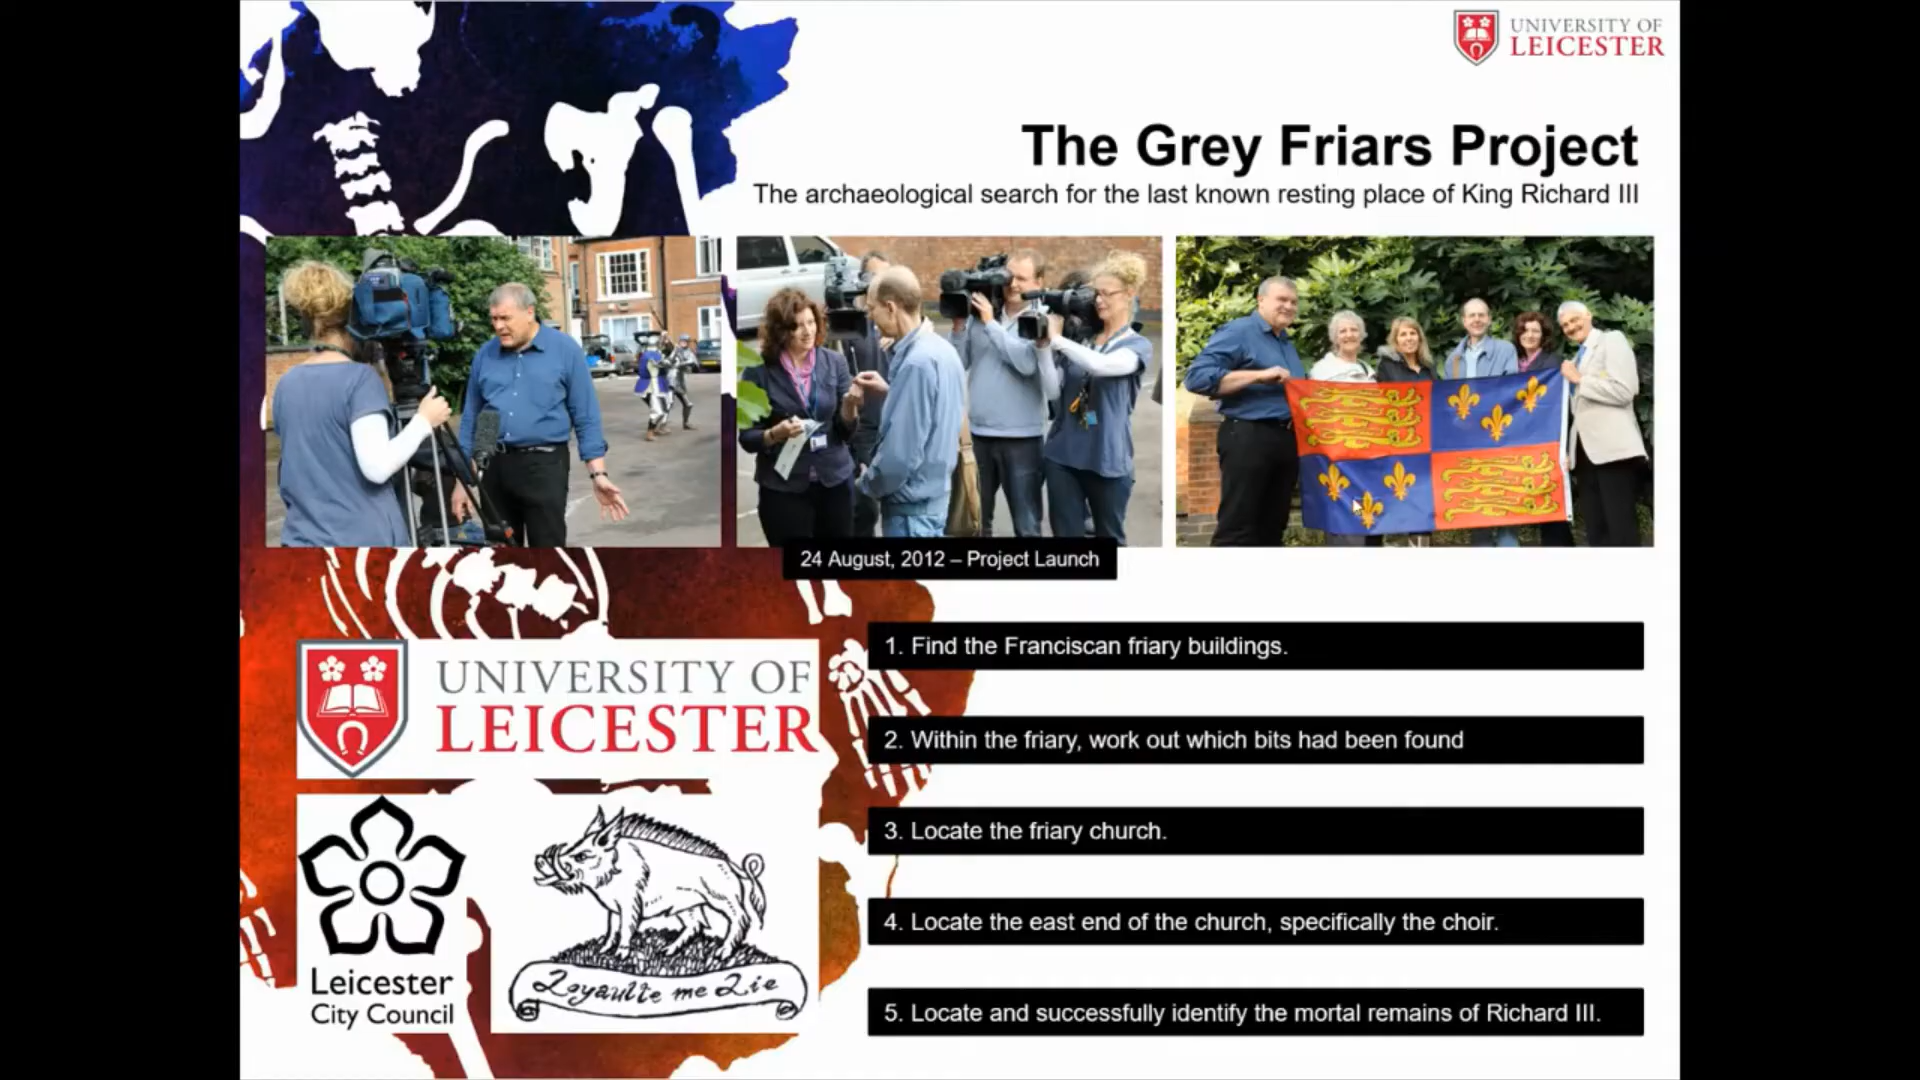 UNIVERSITY OF
LEICESTER
The Grey Friars Project
The archaeological search for the last known resting place of King Richard III
24 August, 2012 – Project Launch
UNIVERSITY OF
LEICESTER
Leicester
City Council
Loyaulte me Lie
1. Find the Franciscan friary buildings.
2. Within the friary, work out which bits had been found
3. Locate the friary church.
4. Locate the east end of the church, specifically the choir.
5. Locate and successfully identify the mortal remains of Richard III.